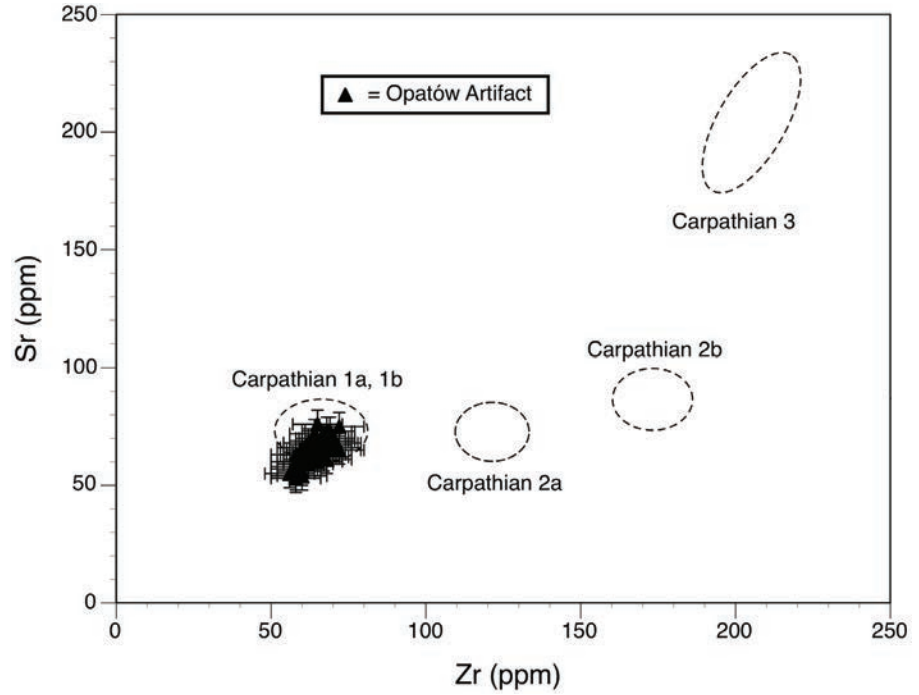 250
▲ = Opatów Artifact
200
Carpathian 3
150
Sr (ppm)
Carpathian 2b
100
Carpathian 1a, 1b
Carpathian 2a
50
0
0 50 100 150 200 250
Zr (ppm)